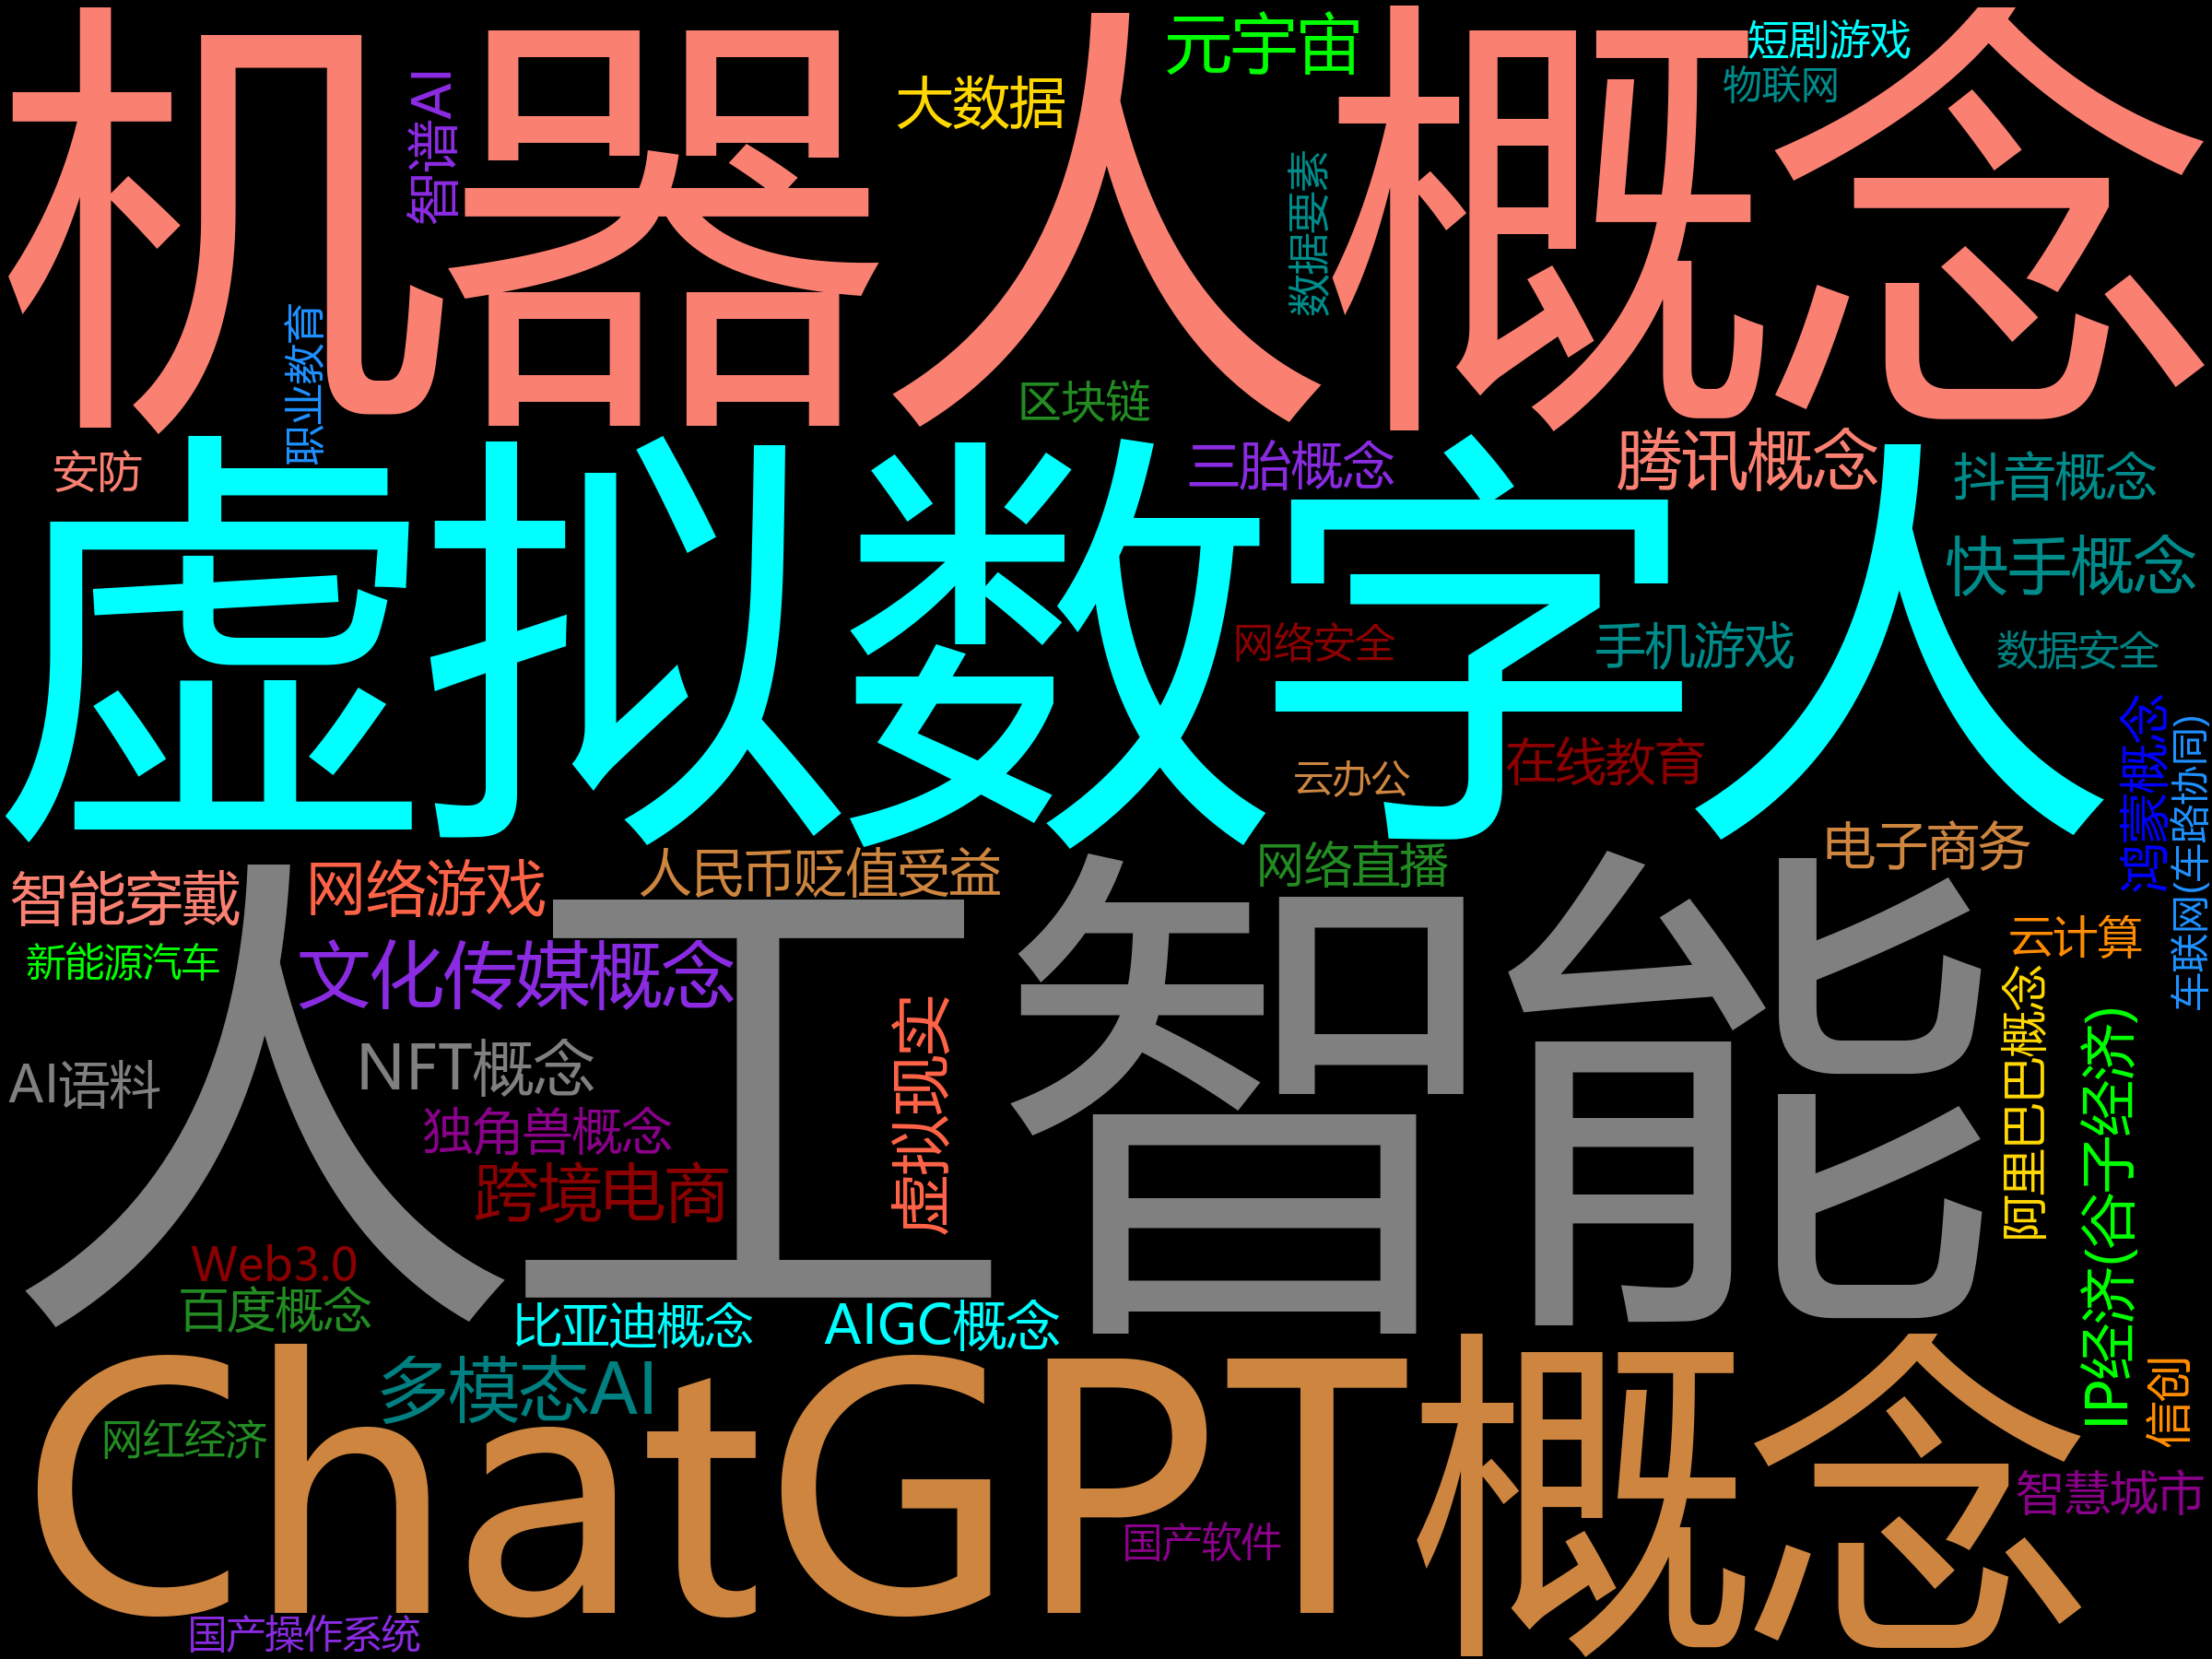 机器人概念
元宇宙
短剧游戏
物联网
大数据
智谱AI
数据要素
职业教育
区块链
安防
三胎概念
腾讯概念
抖音概念
虚拟数字人
快手概念
网络安全
手机游戏
数据安全
云办公
在线教育
鸿蒙概念
车联网(车路协同)
电子商务
网络直播
人民币贬值受益
网络游戏
智能穿戴
人工智能
新能源汽车
文化传媒概念
云计算
阿里巴巴概念
IP经济(谷子经济)
虚拟现实
NFT概念
AI语料
独角兽概念
跨境电商
Web3.0
百度概念
比亚迪概念
AIGC概念
ChatGPT概念
多模态AI
信创
网红经济
智慧城市
国产软件
国产操作系统